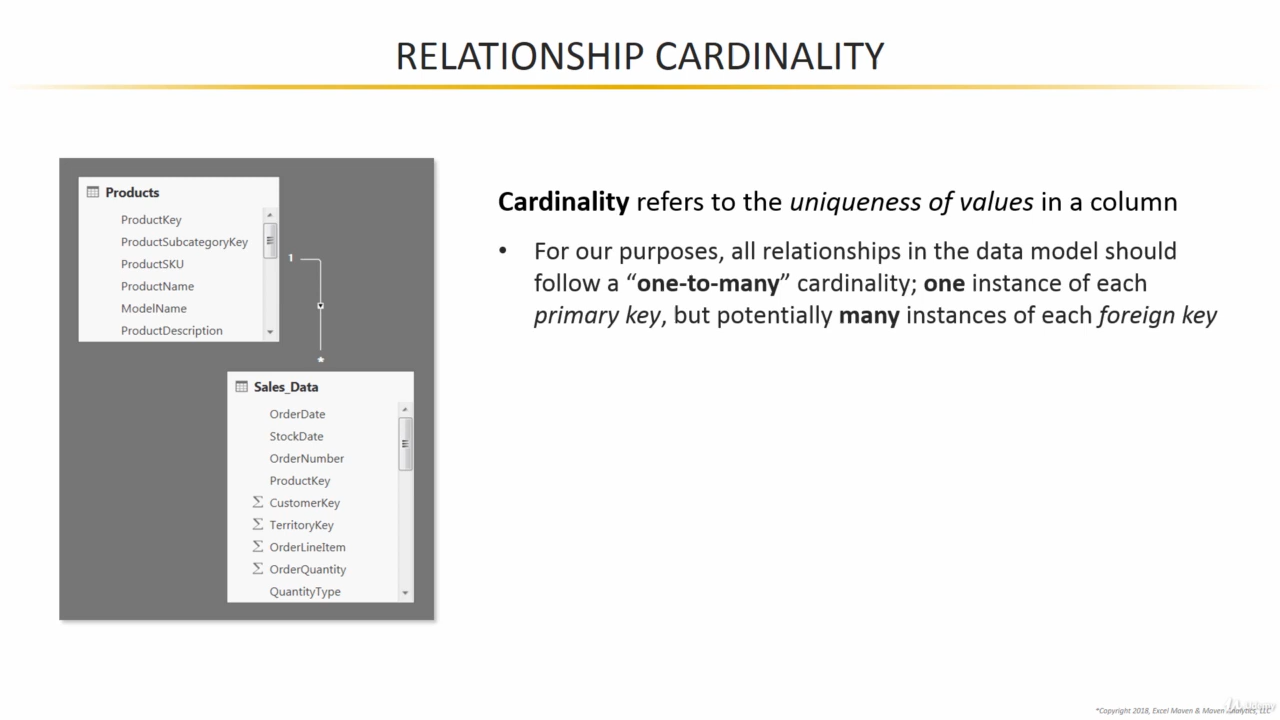 RELATIONSHIP CARDINALITY
Products
ProductKey
ProductSubcategoryKey
ProductSKU
ProductName
ModelName
ProductDescription
1
*
Sales_Data
OrderDate
StockDate
OrderNumber
ProductKey
Σ CustomerKey
Σ TerritoryKey
Σ OrderLineItem
Σ OrderQuantity
QuantityType
Cardinality refers to the uniqueness of values in a column
• For our purposes, all relationships in the data model should
follow a “one-to-many” cardinality; one instance of each
primary key, but potentially many instances of each foreign key
*Copyright 2018, Excel Maven & Maven Analytics, LLC
Udemy